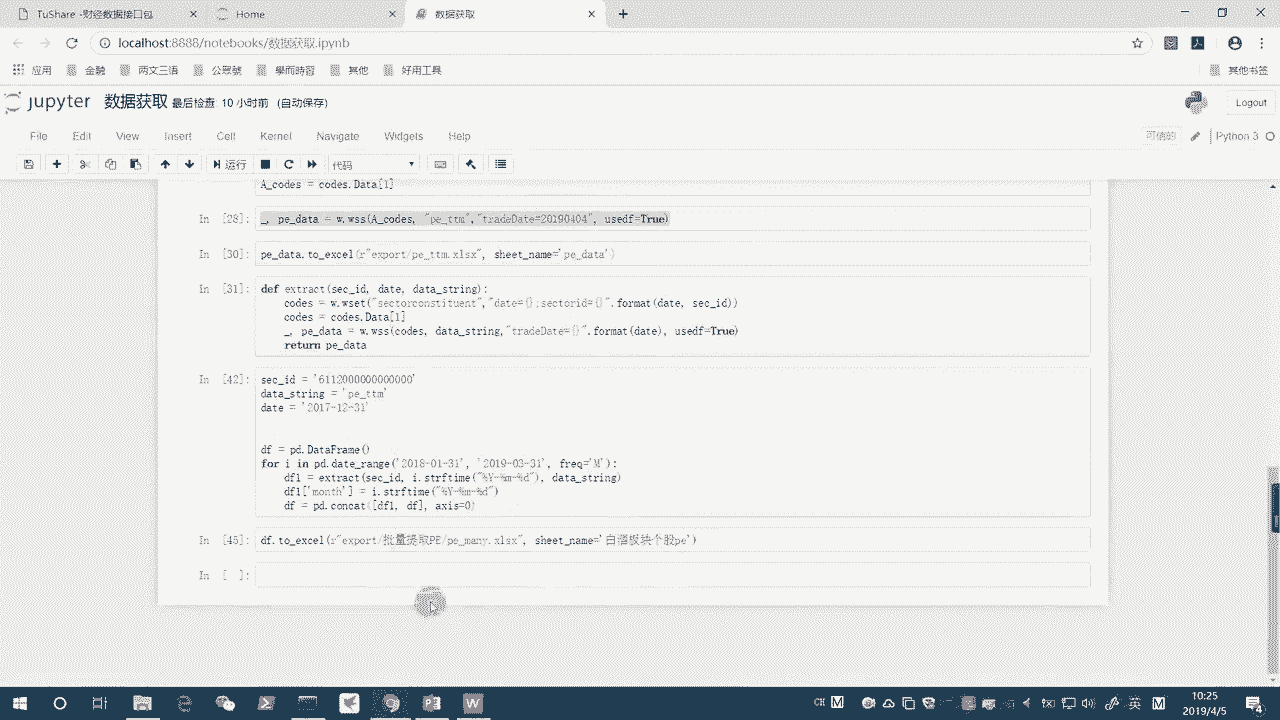 TuShare -财经数据接口包
Home
数据获取
localhost:8888/notebooks/数据获取.ipynb
应用 金融 两文三语 公眾號 學而時習 其他 好用工具 其他书签
jupyter 数据获取 最后检查: 10 小时前 (自动保存) Logout
File Edit View Insert Cell Kernel Navigate Widgets Help 可信的 Python 3
运行 代码
A_codes = codes.Data[1]
In [28]: _, pe_data = w.wss(A_codes, "pe_ttm","tradeDate=20190404", usedf=True)
In [30]: pe_data.to_excel(r"export/pe_ttm.xlsx", sheet_name='pe_data')
In [31]: def extract(sec_id, date, data_string):
codes = w.wset("sectorconstituent","date={};sectorid={}".format(date, sec_id))
codes = codes.Data[1]
_, pe_data = w.wss(codes, data_string,"tradeDate={}".format(date), usedf=True)
return pe_data
In [42]: sec_id = '6112000000000000'
data_string = 'pe_ttm'
date = '2017-12-31'
df = pd.DataFrame()
for i in pd.date_range('2018-01-31', '2019-03-31', freq='M'):
df1 = extract(sec_id, i.strftime("%Y-%m-%d"), data_string)
df1['month'] = i.strftime("%Y-%m-%d")
df = pd.concat([df1, df], axis=0)
In [45]: df.to_excel(r"export/批量提取PE/pe_many.xlsx", sheet_name='白酒板块个股pe')
In [ ]:
CH M 英 M 10:25
2019/4/5